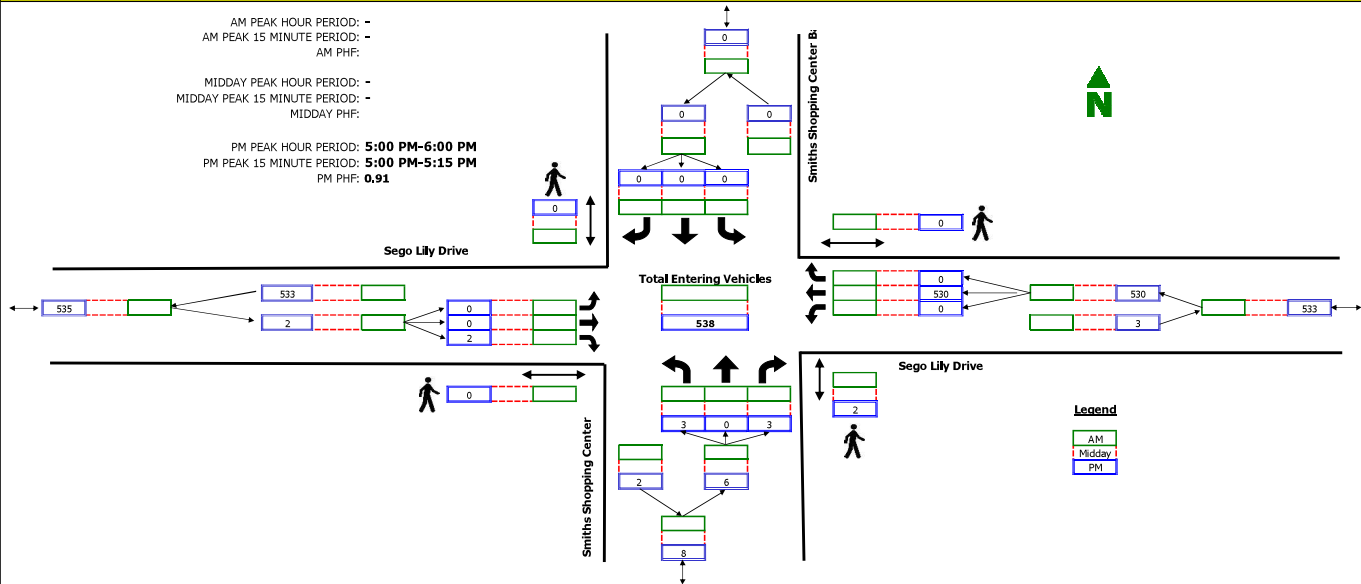 AM PEAK HOUR PERIOD: -
AM PEAK 15 MINUTE PERIOD: -
AM PHF:
MIDDAY PEAK HOUR PERIOD: -
MIDDAY PEAK 15 MINUTE PERIOD: -
MIDDAY PHF:
PM PEAK HOUR PERIOD: 5:00 PM-6:00 PM
PM PEAK 15 MINUTE PERIOD: 5:00 PM-5:15 PM
PM PHF: 0.91
0
0
0
0 0 0
Smiths Shopping Center
N
0
0
Sego Lily Drive
Total Entering Vehicles
538
535
533
2
0
0
2
0
530
0
530
3
533
0
Sego Lily Drive
2
3 0 3
2
6
8
Smiths Shopping Center
Legend
AM
Midday
PM